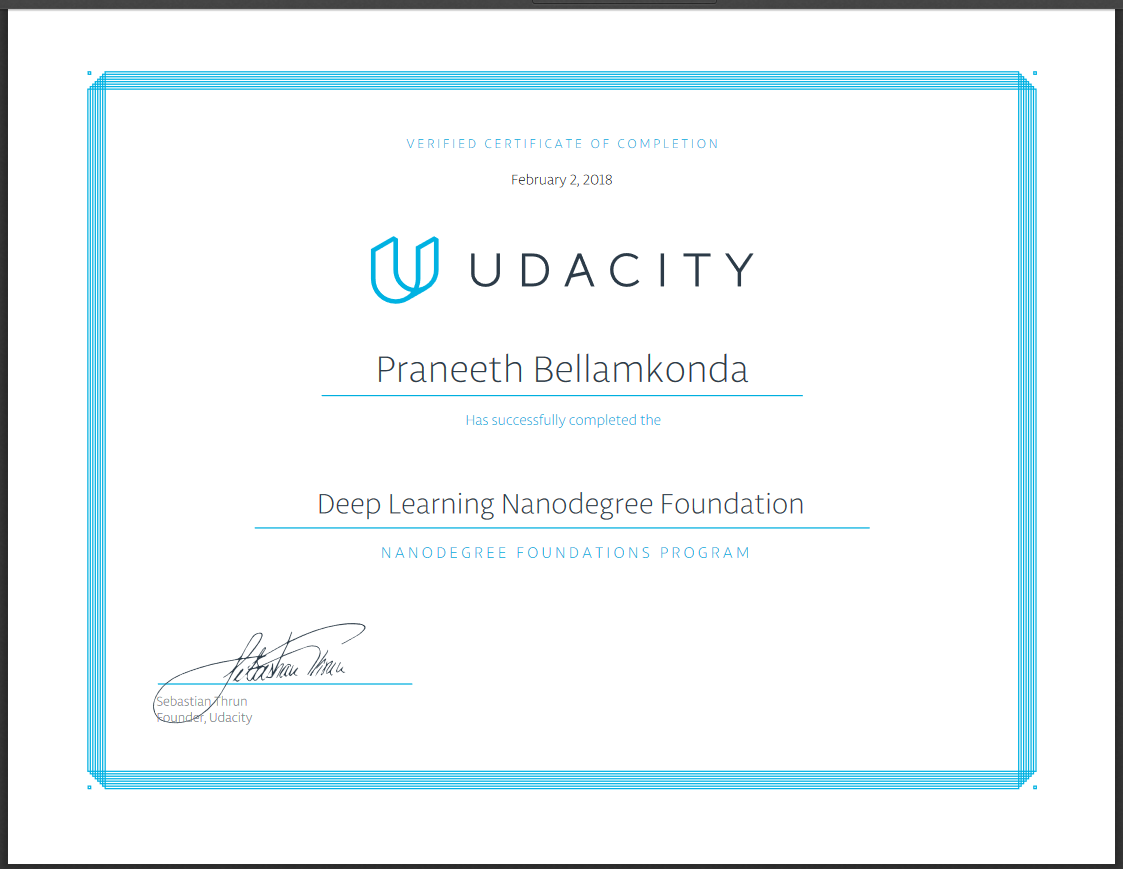 VERIFIED CERTIFICATE OF COMPLETION
February 2, 2018
UDACITY
Praneeth Bellamkonda
Has successfully completed the
Deep Learning Nanodegree Foundation
NANODEGREE FOUNDATIONS PROGRAM
Sebastian Thrun
Sebastian Thrun
Founder, Udacity